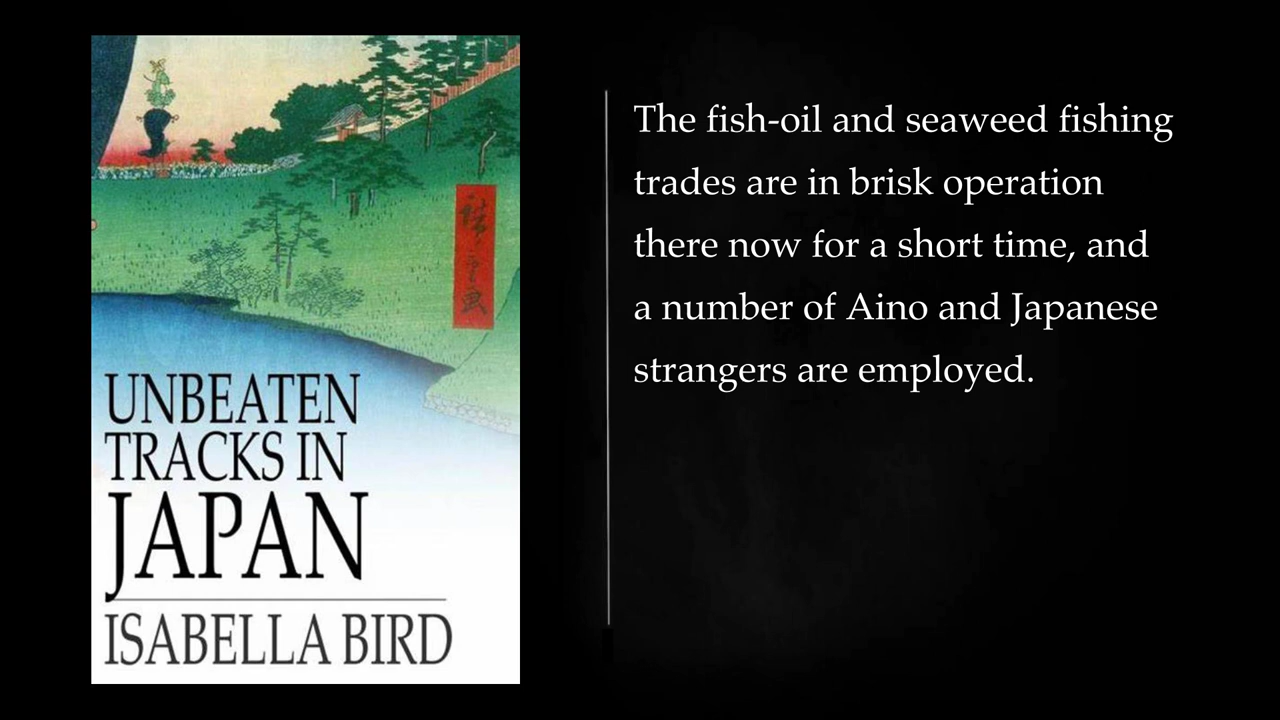 UNBEATEN
TRACKS IN
JAPAN
ISABELLA BIRD
The fish-oil and seaweed fishing
trades are in brisk operation
there now for a short time, and
a number of Aino and Japanese
strangers are employed.